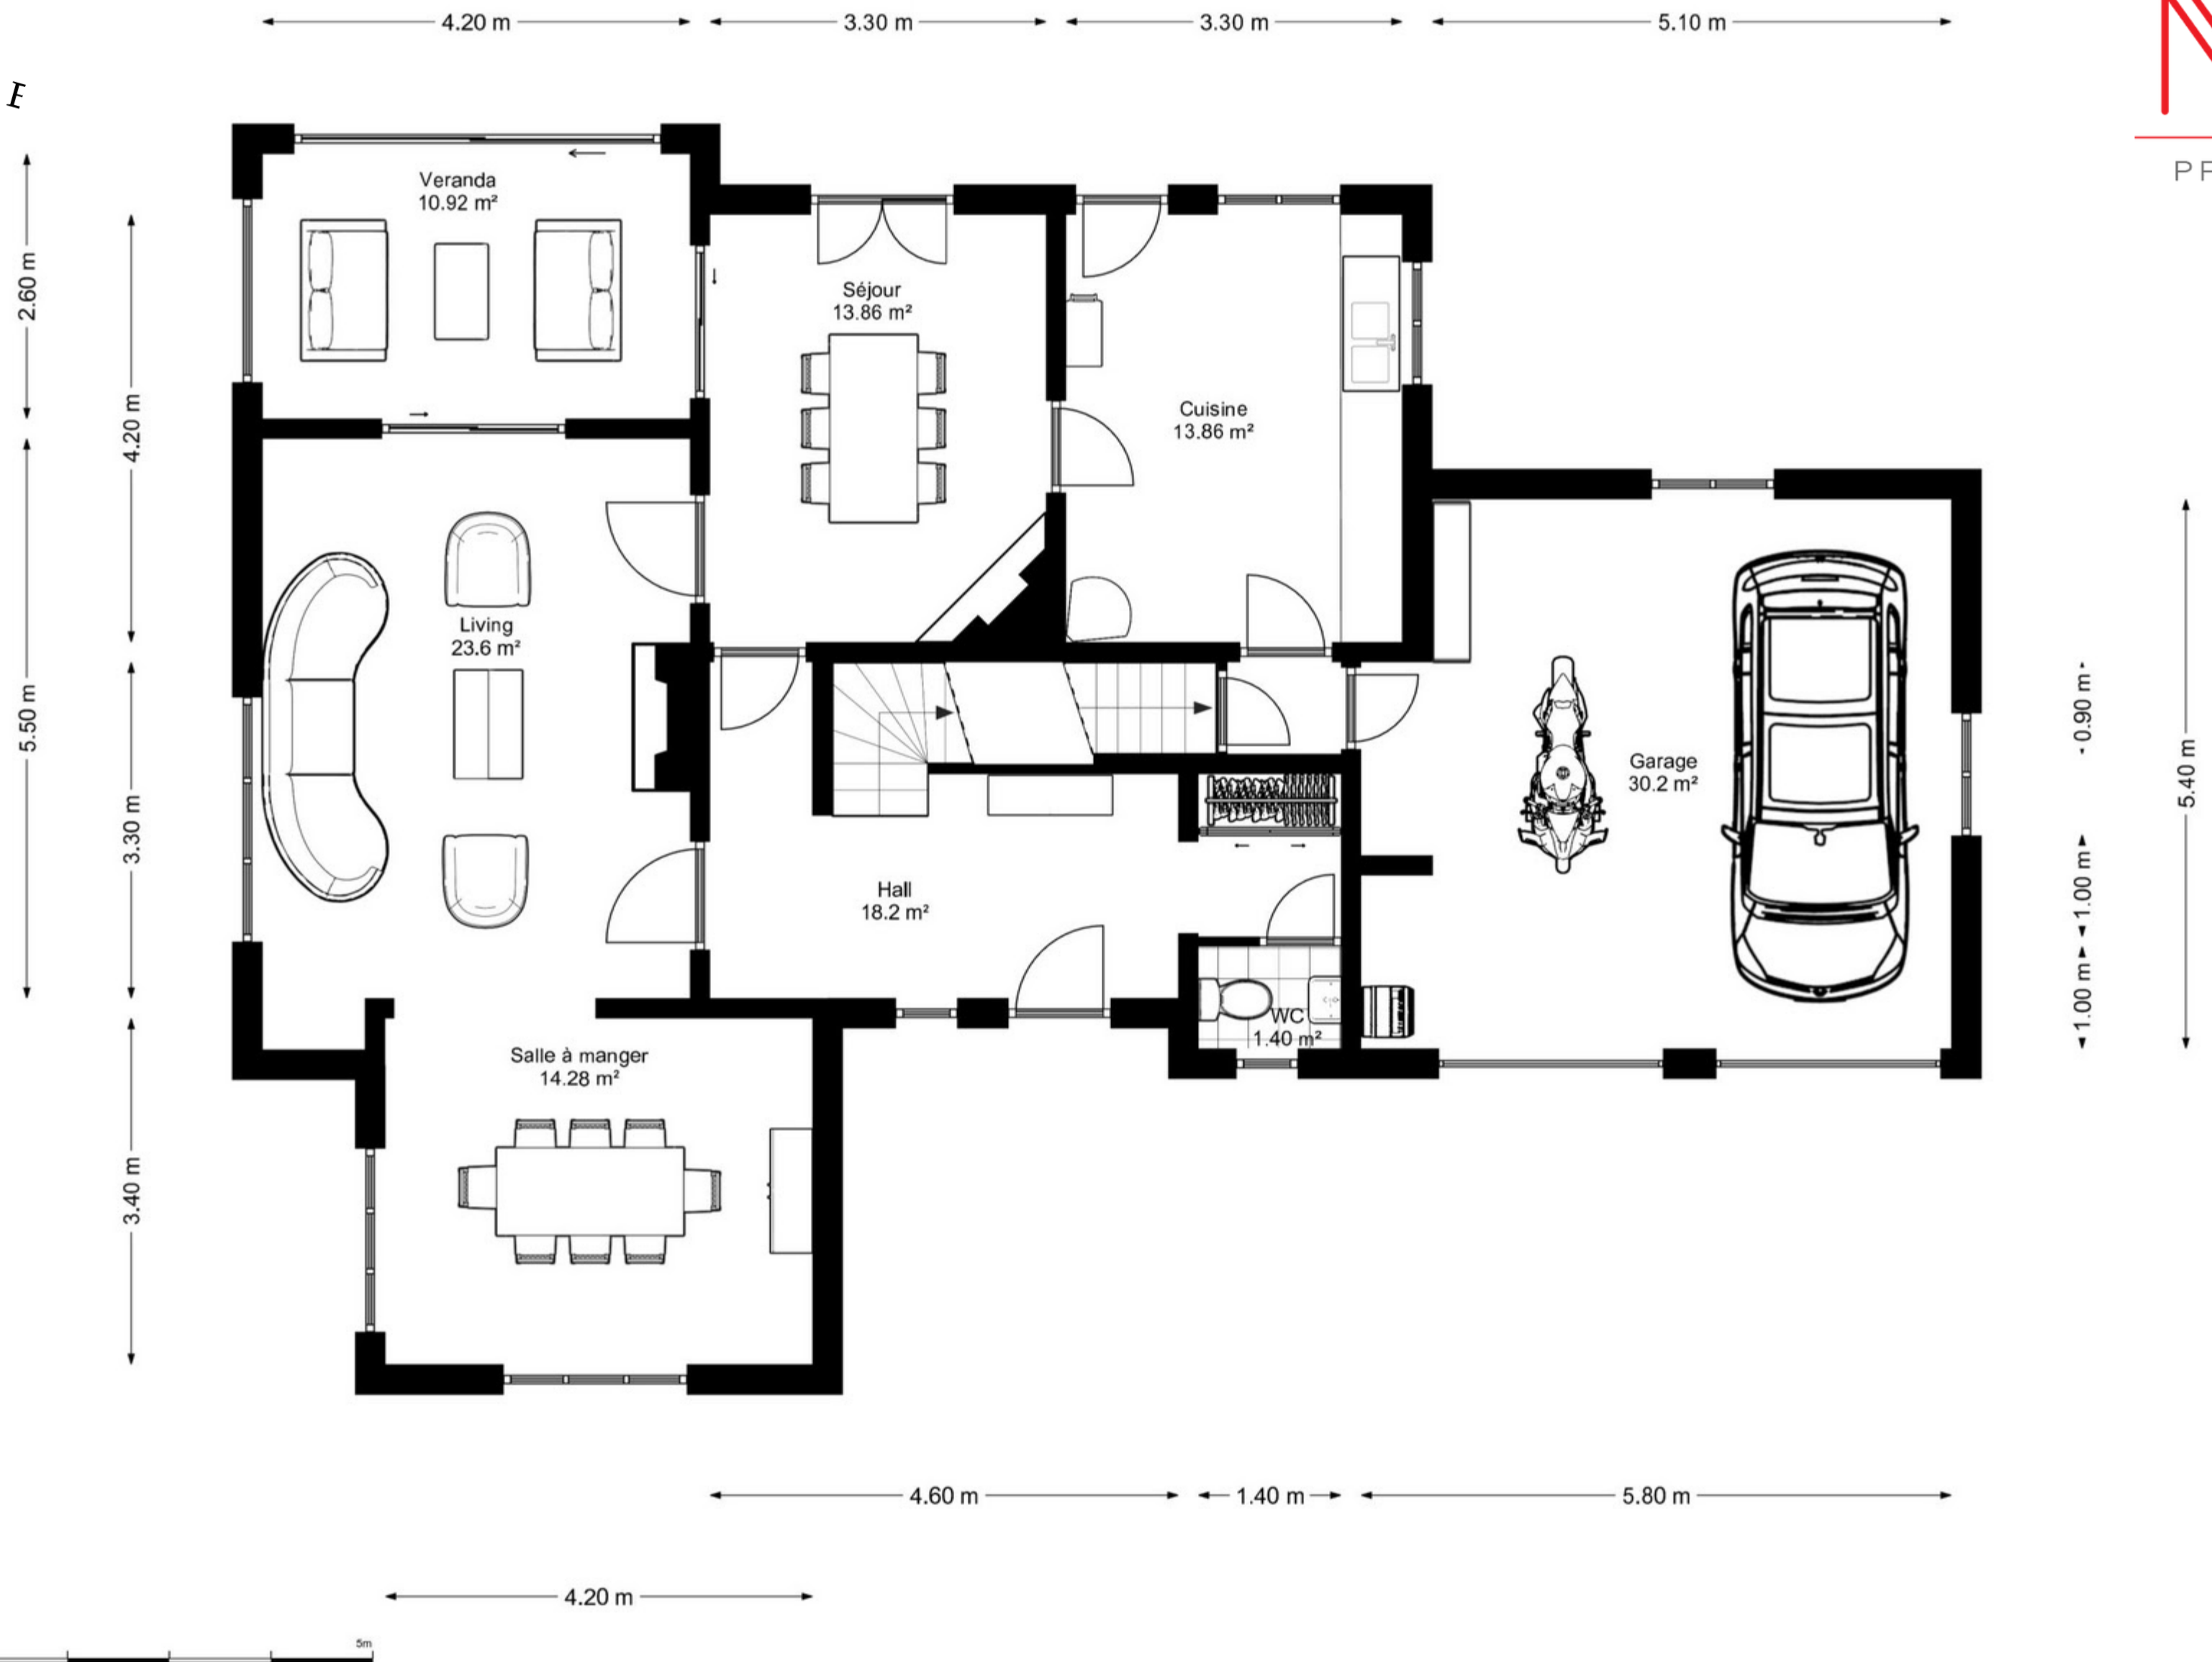 4.20 m
3.30 m
3.30 m
5.10 m
Veranda
10.92 m²
Séjour
13.86 m²
Cuisine
13.86 m²
Living
23.6 m²
Garage
30.2 m²
Hall
18.2 m²
WC
1.40 m²
Salle à manger
14.28 m²
2.60 m
5.50 m
4.20 m
3.30 m
3.40 m
0.90 m
1.00 m
1.00 m
5.40 m
4.60 m
1.40 m
5.80 m
4.20 m
5m